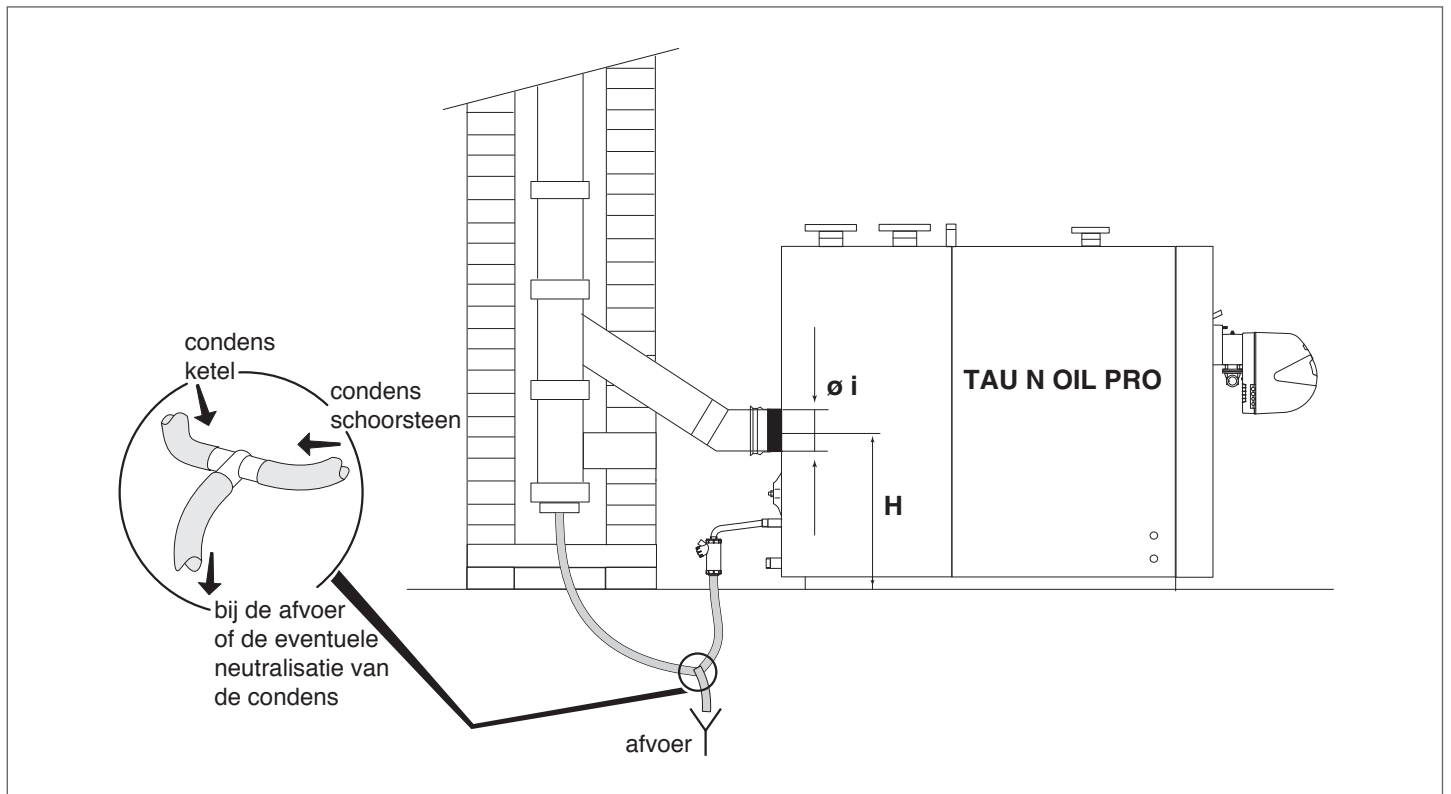 condens
ketel
condens
schoorsteen
ø i
TAU N OIL PRO
H
bij de afvoer
of de eventuele
neutralisatie van
de condens
afvoer